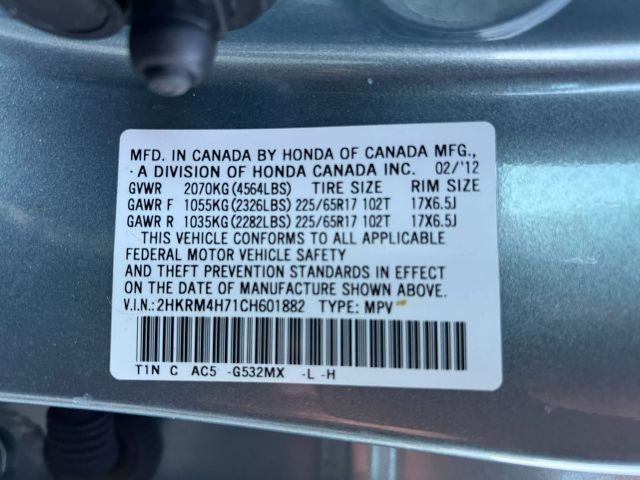 MFD. IN CANADA BY HONDA OF CANADA MFG.,
A DIVISION OF HONDA CANADA INC. 02/'12
GVWR 2070KG(4564LBS) TIRE SIZE RIM SIZE
GAWR F 1055KG(2326LBS) 225/65R17 102T 17X6.5J
GAWR R 1035KG(2282LBS) 225/65R17 102T 17X6.5J
THIS VEHICLE CONFORMS TO ALL APPLICABLE
FEDERAL MOTOR VEHICLE SAFETY
AND THEFT PREVENTION STANDARDS IN EFFECT
ON THE DATE OF MANUFACTURE SHOWN ABOVE.
V.I.N.:2HKRM4H71CH601882 TYPE: MPV
T1N C AC5 -G532MX -L -H